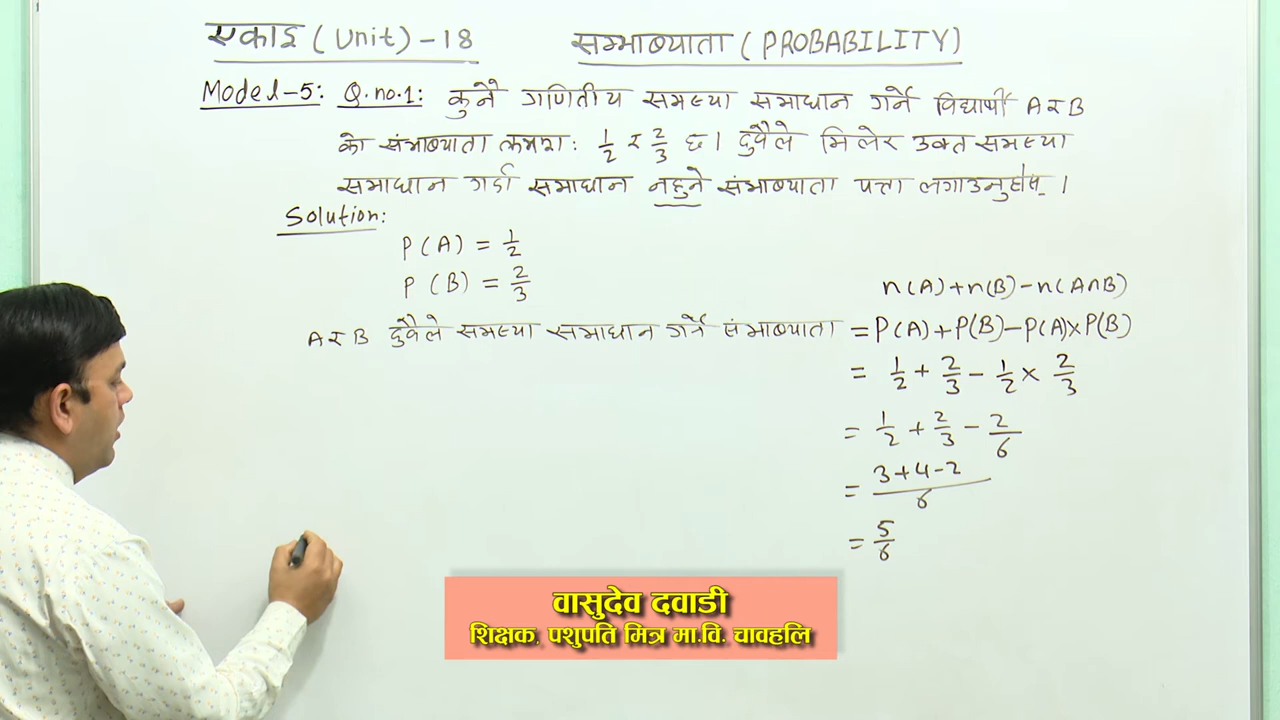 एकाइ (Unit) - 18 सम्भाव्यता (PROBABILITY)
Model-5: Q.no.1: कुनै गणितीय समस्या समाधान गर्ने विद्यार्थी A र B
को संभाव्यता क्रमशः 1/2 र 2/3 छ। दुवैले मिलेर उक्त समस्या
समाधान गर्दा समाधान नहुने संभाव्यता पत्ता लगाउनुहोस् ।
Solution:
P(A) = 1/2
P(B) = 2/3
n(A)+n(B)-n(A∩B)
A र B दुवैले समस्या समाधान गर्ने संभाव्यता = P(A)+P(B)-P(A)×P(B)
= 1/2 + 2/3 - 1/2 × 2/3
= 1/2 + 2/3 - 2/6
= 3+4-2/6
= 5/6
वासुदेव दवाडी
शिक्षक, पशुपति मित्र मा.वि. चावहलि